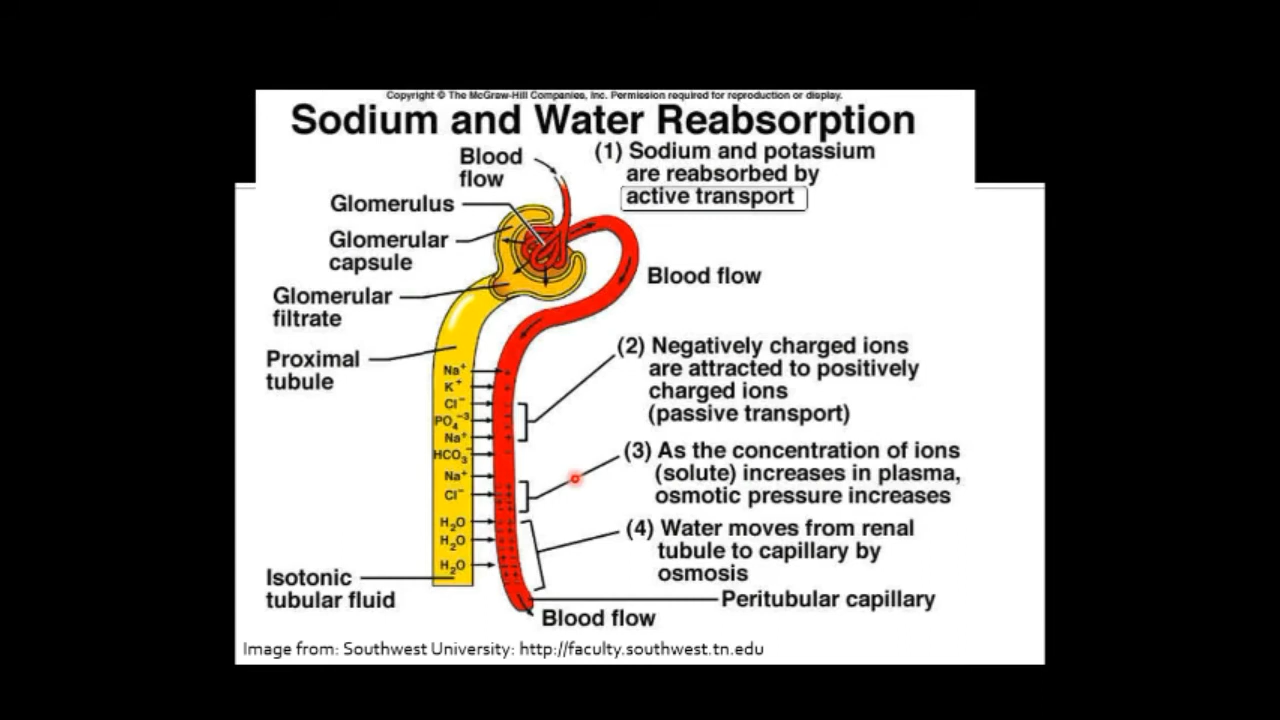 Copyright © The McGraw-Hill Companies, Inc. Permission required for reproduction or display.
Sodium and Water Reabsorption
Blood
flow
(1) Sodium and potassium
are reabsorbed by
active transport
Glomerulus
Glomerular
capsule
Blood flow
Glomerular
filtrate
Proximal
tubule
(2) Negatively charged ions
are attracted to positively
charged ions
(passive transport)
Na⁺
K⁺
Cl⁻
PO₄⁻³
Na⁺
HCO₃⁻
Na⁺
Cl⁻
(3) As the concentration of ions
(solute) increases in plasma,
osmotic pressure increases
H₂O
H₂O
H₂O
(4) Water moves from renal
tubule to capillary by
osmosis
Isotonic
tubular fluid
Peritubular capillary
Blood flow
Image from: Southwest University: http://faculty.southwest.tn.edu